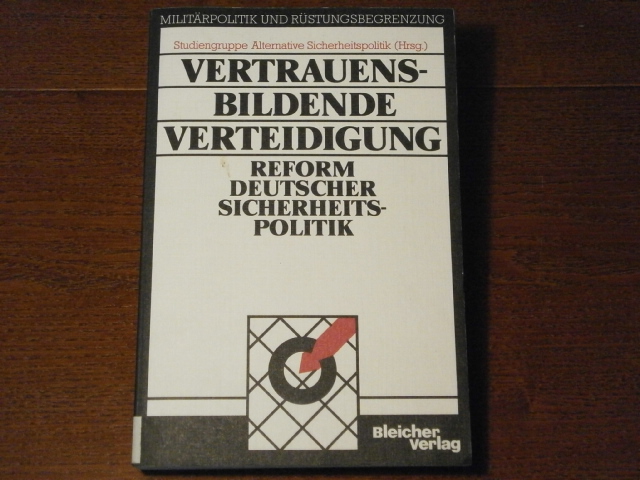 MILITÄRPOLITIK UND RÜSTUNGSBEGRENZUNG
Studiengruppe Alternative Sicherheitspolitik (Hrsg.)
VERTRAUENS-
BILDENDE
VERTEIDIGUNG
REFORM
DEUTSCHER
SICHERHEITS-
POLITIK
Bleicher
Verlag